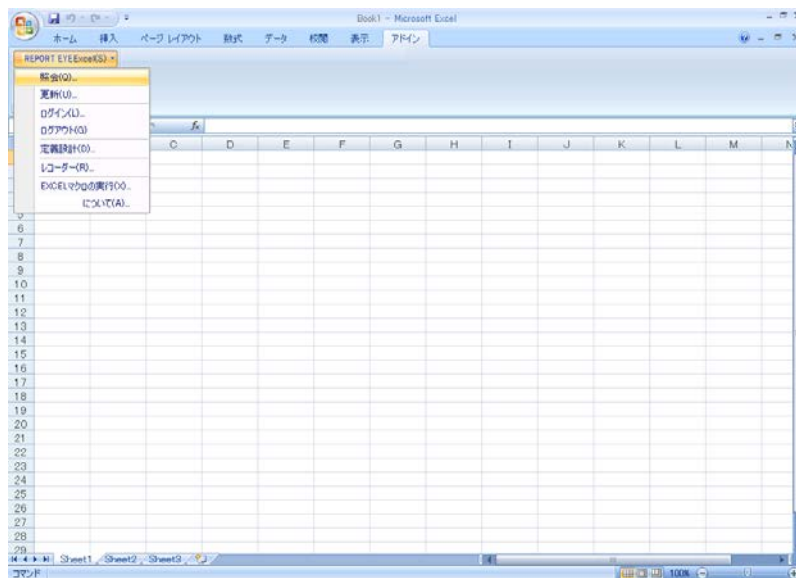 Book1 - Microsoft Excel
ホーム 挿入 ページ レイアウト 数式 データ 校閲 表示 アドイン
REPORT EYEExcel(S)
照会(Q)...
更新(U)...
ログイン(L)...
ログアウト(O)
定義設計(D)...
レコーダー(R)...
EXCELマクロの実行(X)...
について(A)...
fx
C D E F G H I J K L M N
5
6
7
8
9
10
11
12
13
14
15
16
17
18
19
20
21
22
23
24
25
26
27
28
29
Sheet1 Sheet2 Sheet3
コマンド 100%